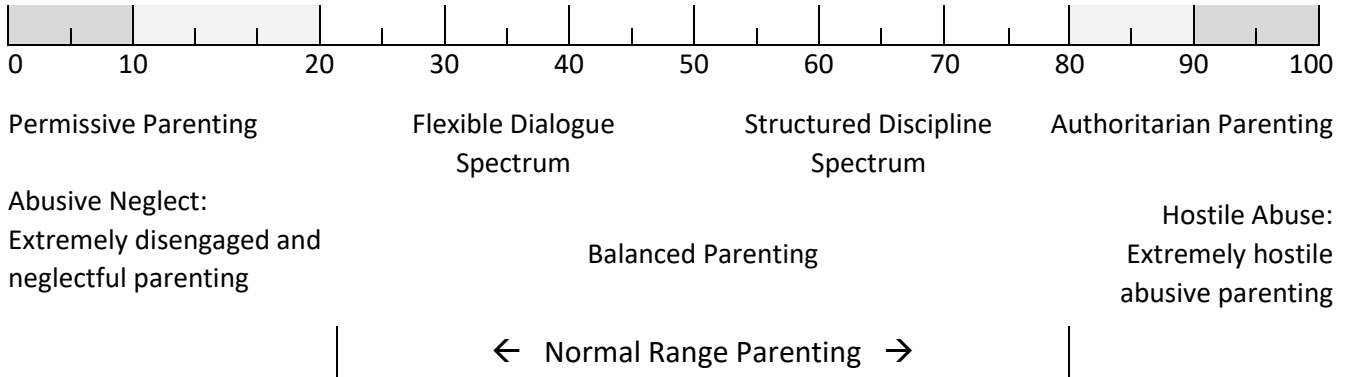 0 10 20 30 40 50 60 70 80 90 100
Permissive Parenting
Flexible Dialogue
Spectrum
Structured Discipline
Spectrum
Authoritarian Parenting
Abusive Neglect:
Extremely disengaged and
neglectful parenting
Balanced Parenting
Hostile Abuse:
Extremely hostile
abusive parenting
← Normal Range Parenting →